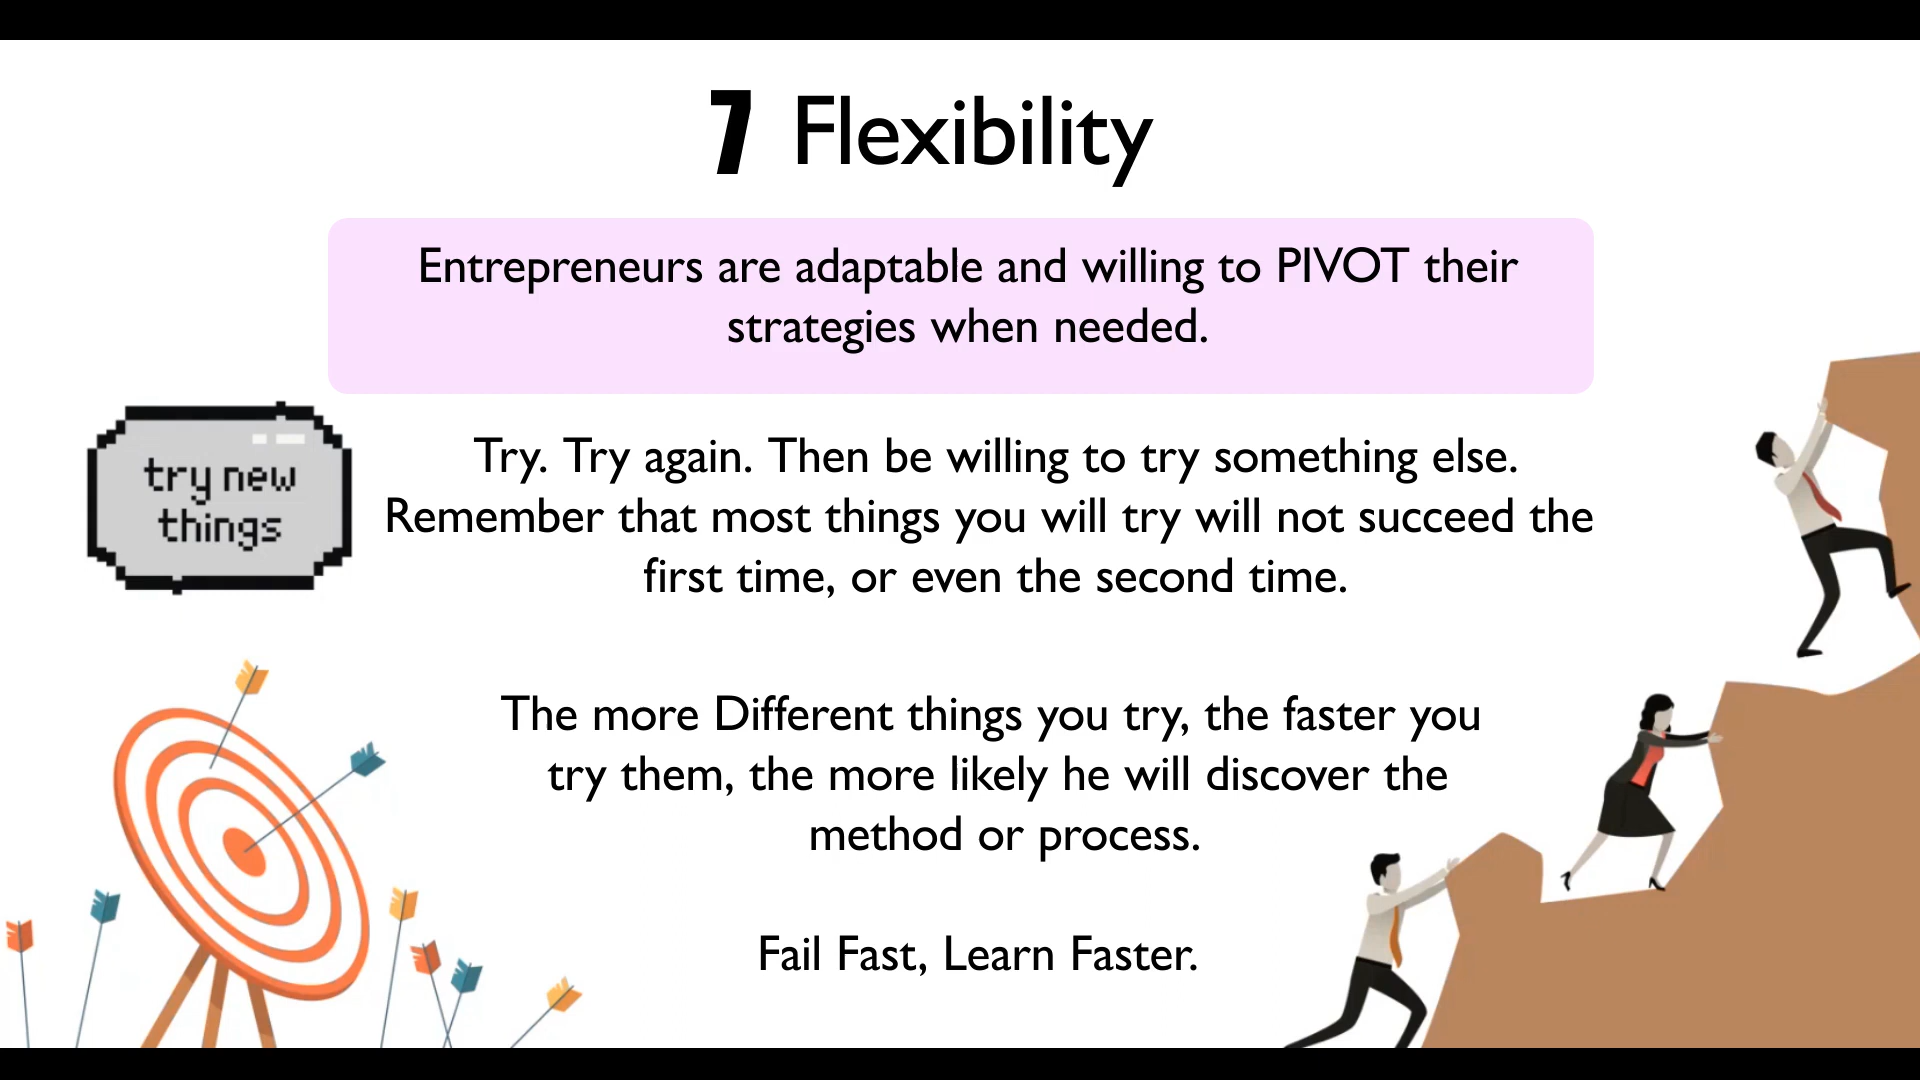 7 Flexibility
Entrepreneurs are adaptable and willing to PIVOT their
strategies when needed.
try new
things
Try. Try again. Then be willing to try something else.
Remember that most things you will try will not succeed the
first time, or even the second time.
The more Different things you try, the faster you
try them, the more likely he will discover the
method or process.
Fail Fast, Learn Faster.